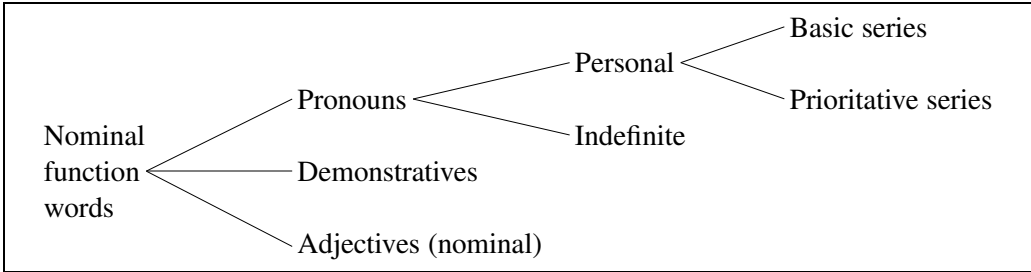 Basic series
Personal
Pronouns
Prioritative series
Nominal
function
words
Indefinite
Demonstratives
Adjectives (nominal)